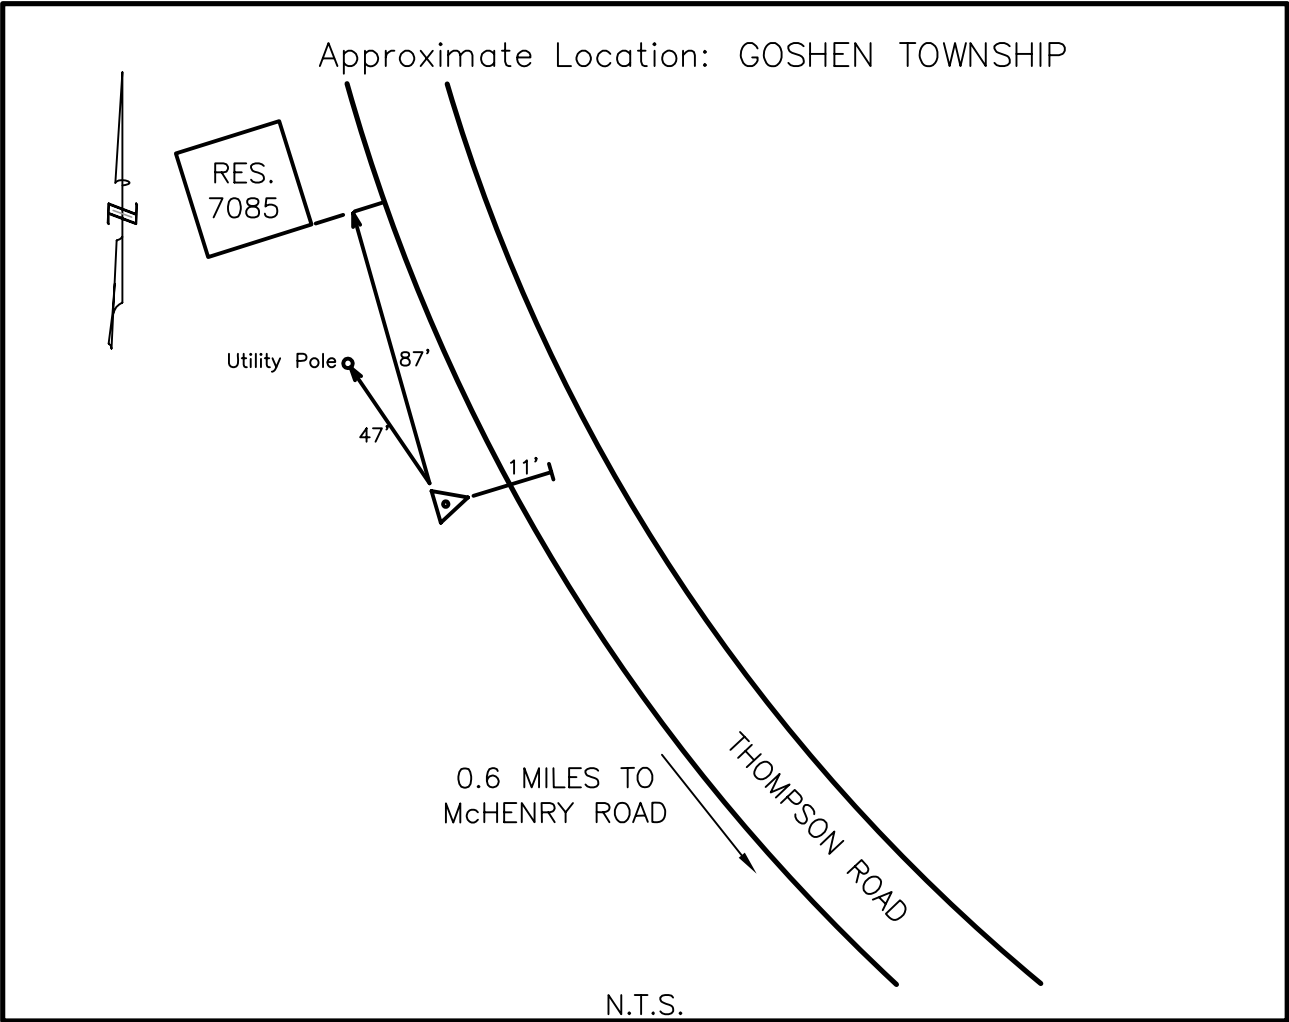 Approximate Location: GOSHEN TOWNSHIP
RES.
7085
N
Utility Pole
87'
47'
11'
0.6 MILES TO
McHENRY ROAD
THOMPSON ROAD
N.T.S.